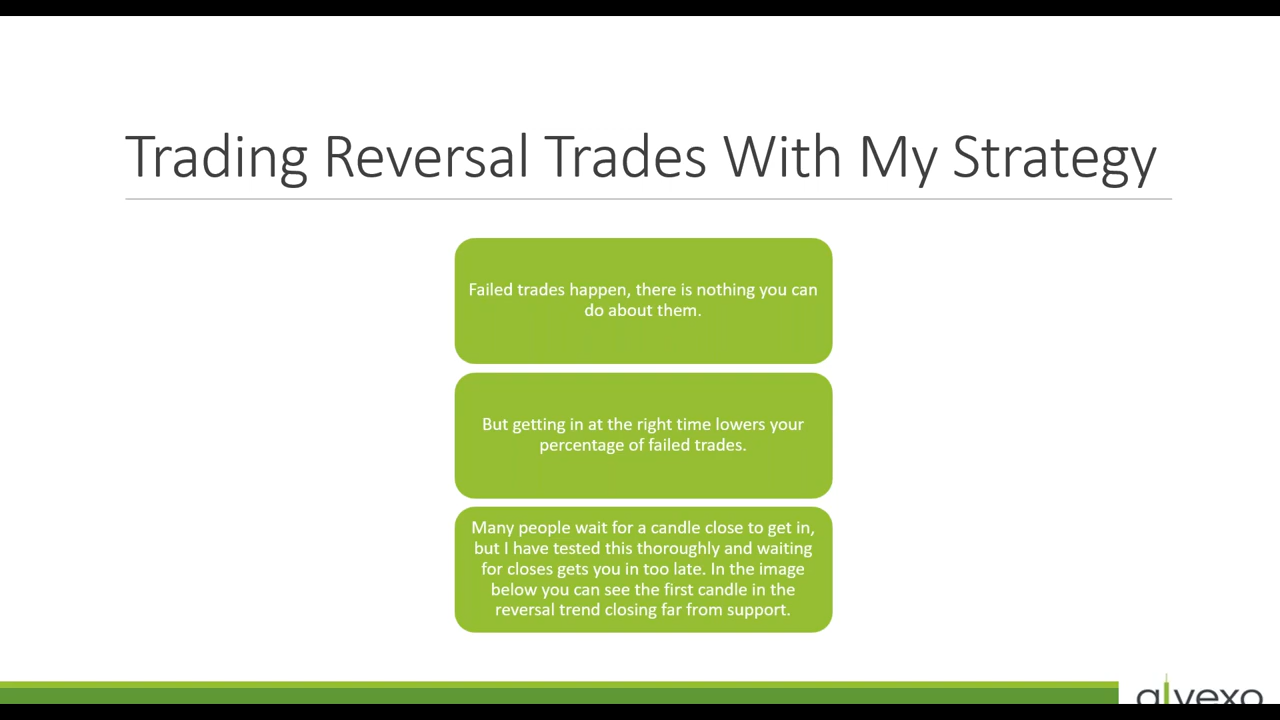 Trading Reversal Trades With My Strategy
Failed trades happen, there is nothing you can
do about them.
But getting in at the right time lowers your
percentage of failed trades.
Many people wait for a candle close to get in,
but I have tested this thoroughly and waiting
for closes gets you in too late. In the image
below you can see the first candle in the
reversal trend closing far from support.
alvexo